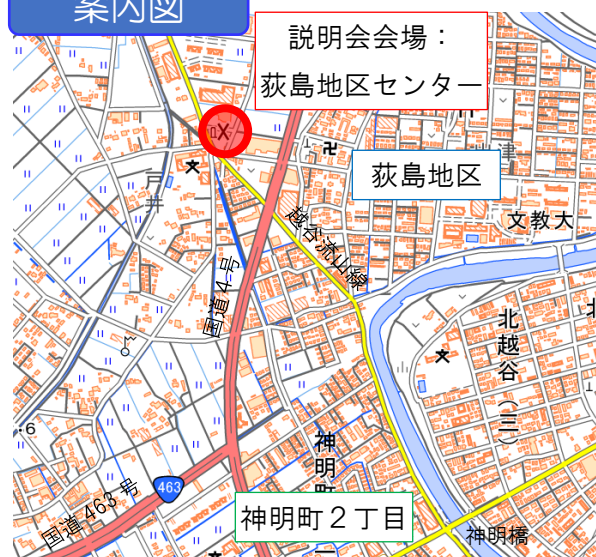 案内図
説明会会場：
荻島地区センター
荻島地区
文教大
越谷流山線
国道4号
北越谷（三）
463
国道463号
神明町
神明町２丁目
神明橋
6